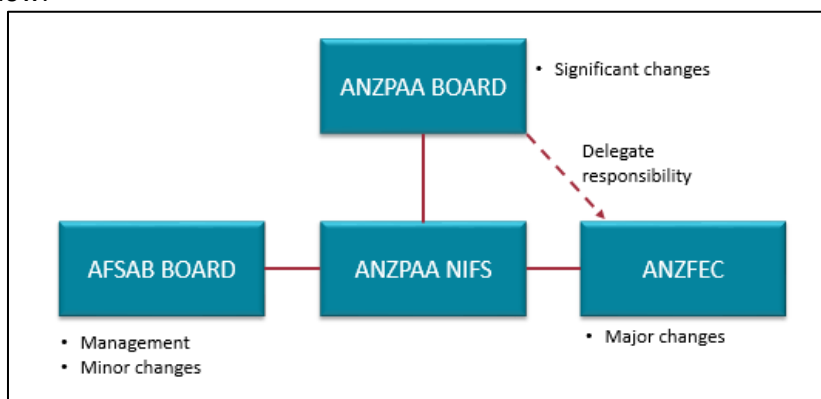 ANZPAA BOARD
• Significant changes
Delegate
responsibility
AFSAB BOARD
ANZPAA NIFS
ANZFEC
• Management
• Minor changes
• Major changes